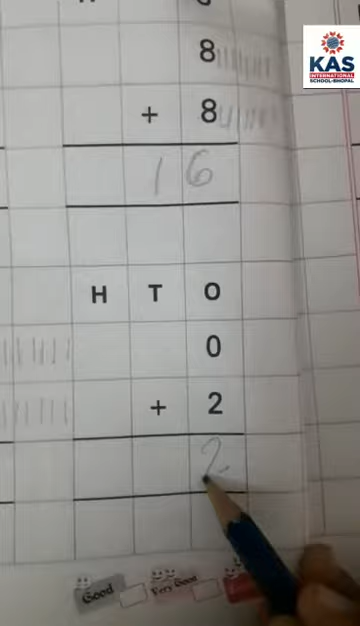 KAS
INTERNATIONAL
SCHOOL-BHOPAL
8
+ 8
16
H T O
0
+ 2
2
Good
Very Good